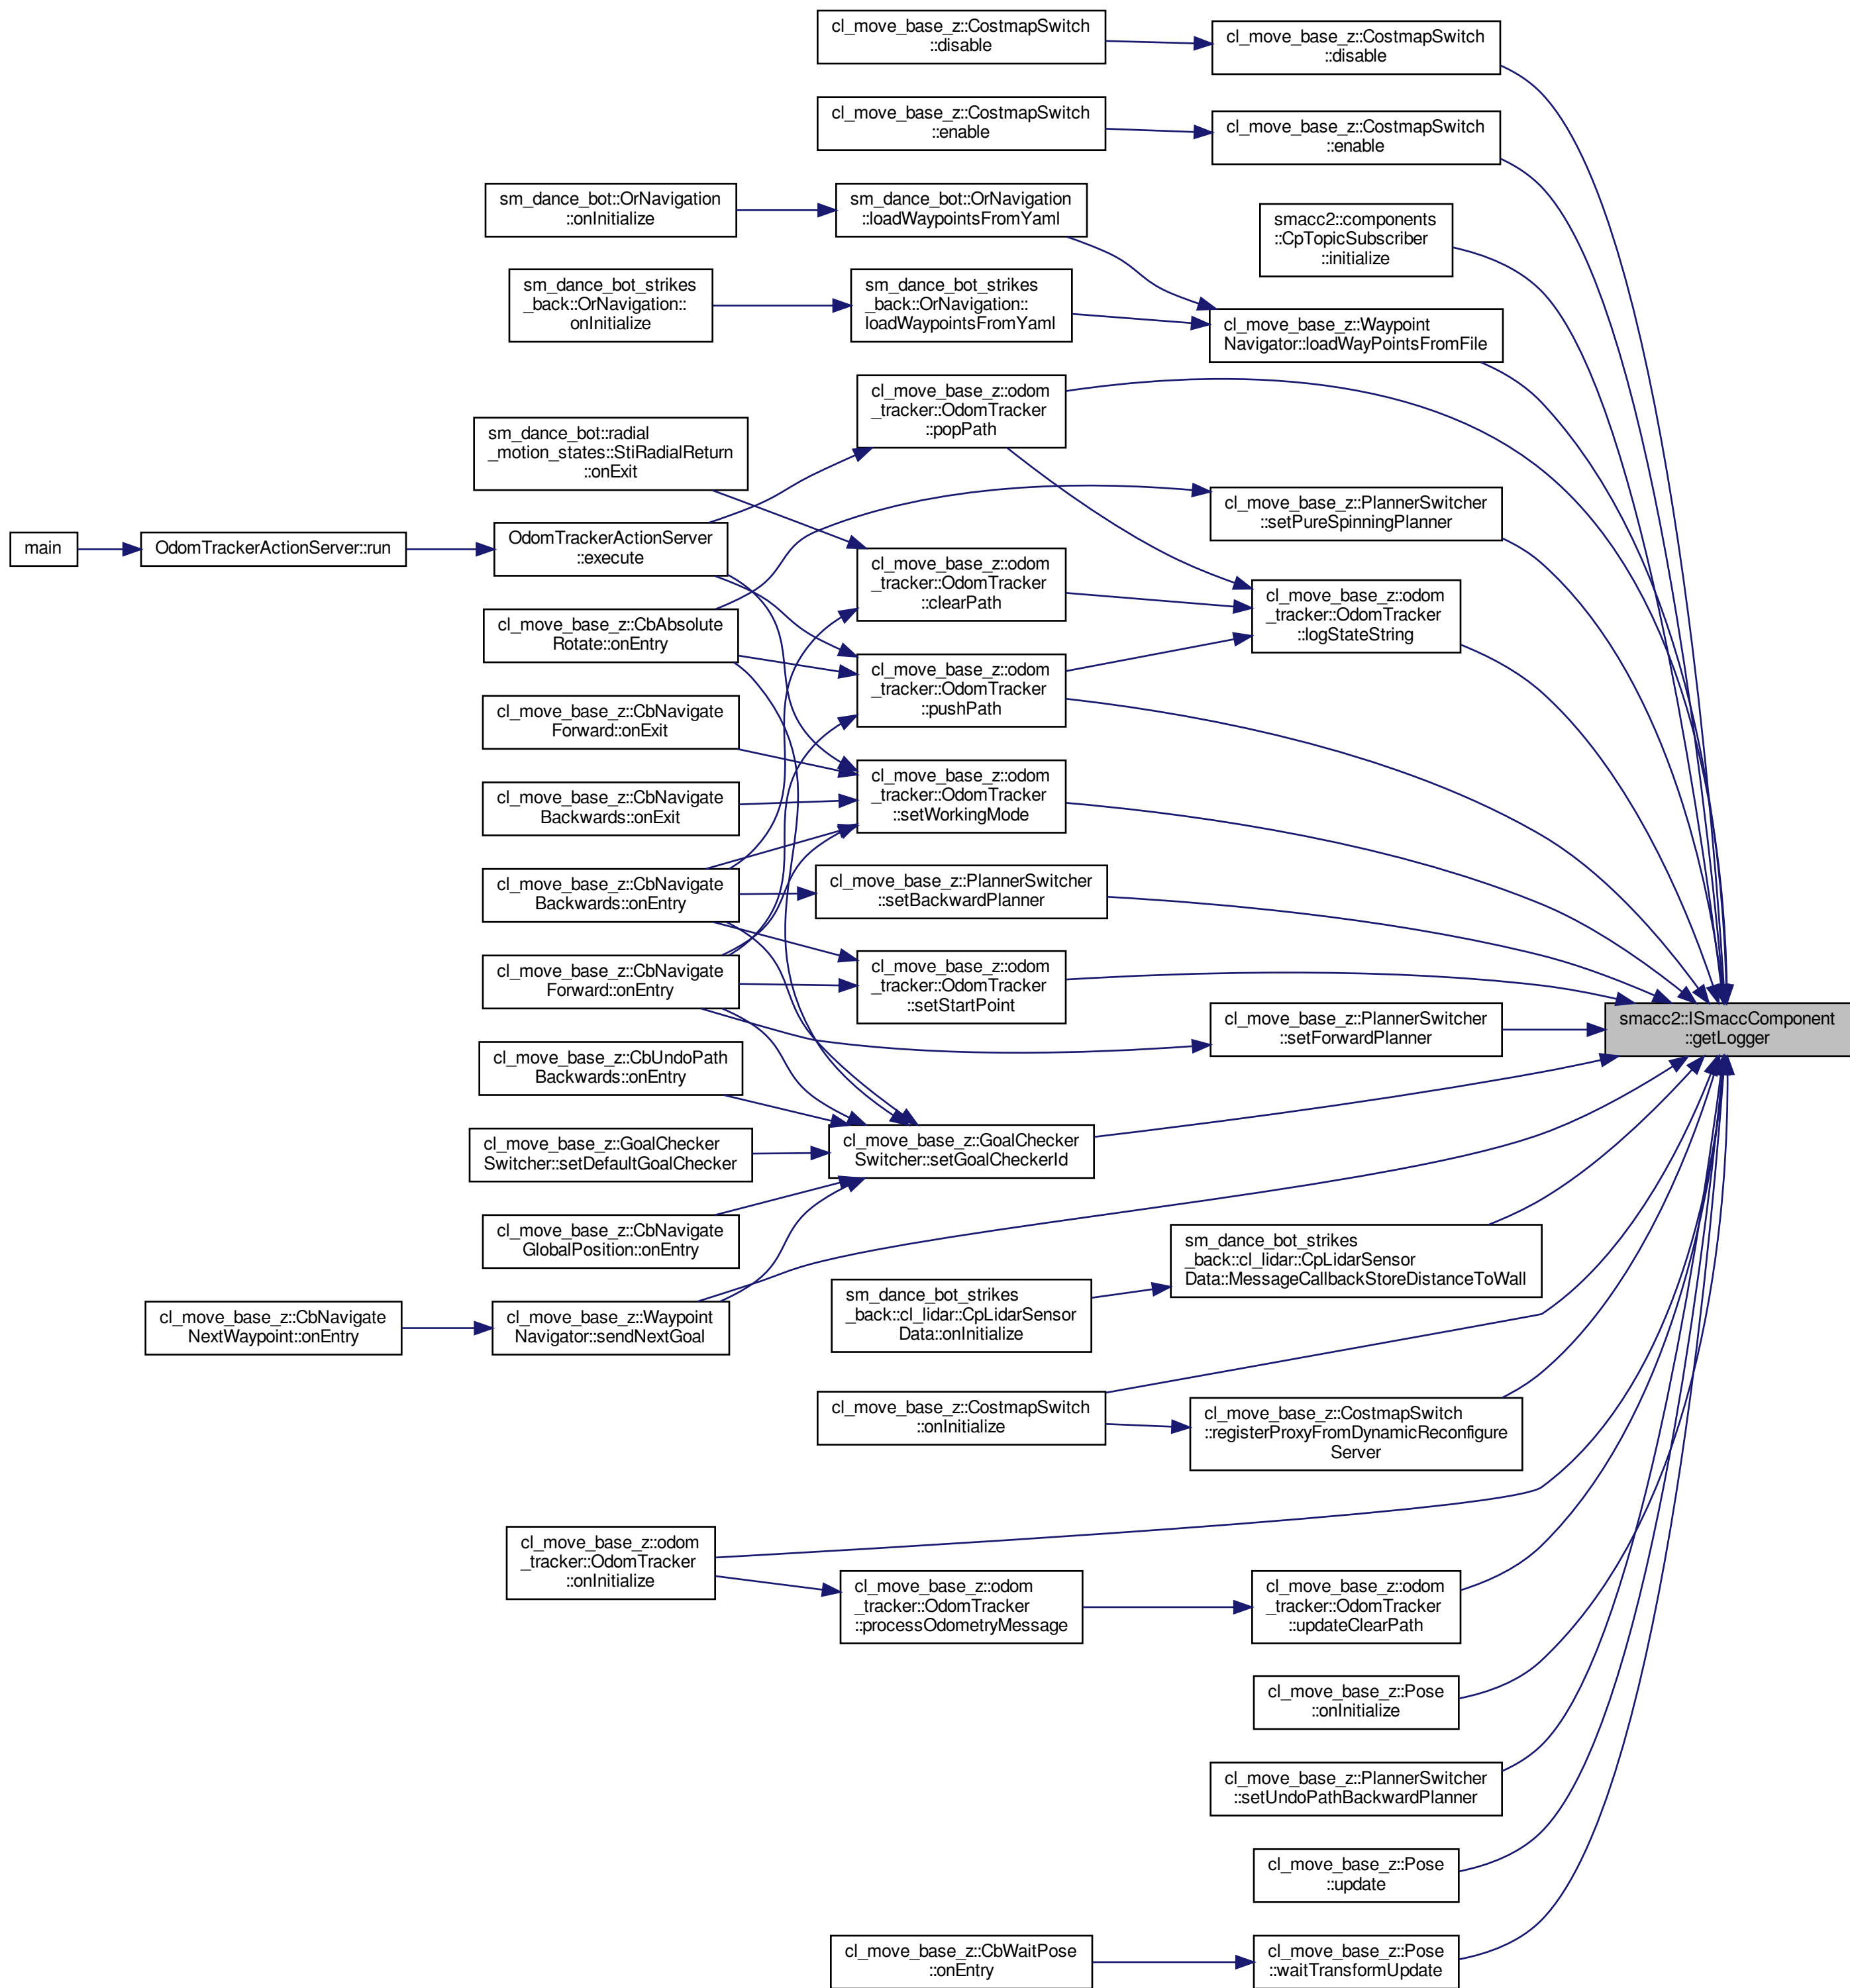 cl_move_base_z::CostmapSwitch
::disable
cl_move_base_z::CostmapSwitch
::disable
cl_move_base_z::CostmapSwitch
::enable
cl_move_base_z::CostmapSwitch
::enable
sm_dance_bot::OrNavigation
::onInitialize
sm_dance_bot::OrNavigation
::loadWaypointsFromYaml
smacc2::components
::CpTopicSubscriber
::initialize
sm_dance_bot_strikes
_back::OrNavigation::
onInitialize
sm_dance_bot_strikes
_back::OrNavigation::
loadWaypointsFromYaml
cl_move_base_z::Waypoint
Navigator::loadWayPointsFromFile
cl_move_base_z::odom
_tracker::OdomTracker
::popPath
sm_dance_bot::radial
_motion_states::StiRadialReturn
::onExit
cl_move_base_z::PlannerSwitcher
::setPureSpinningPlanner
main
OdomTrackerActionServer::run
OdomTrackerActionServer
::execute
cl_move_base_z::odom
_tracker::OdomTracker
::clearPath
cl_move_base_z::odom
_tracker::OdomTracker
::logStateString
cl_move_base_z::CbAbsolute
Rotate::onEntry
cl_move_base_z::odom
_tracker::OdomTracker
::pushPath
cl_move_base_z::CbNavigate
Forward::onExit
cl_move_base_z::odom
_tracker::OdomTracker
::setWorkingMode
cl_move_base_z::CbNavigate
Backwards::onExit
cl_move_base_z::CbNavigate
Backwards::onEntry
cl_move_base_z::PlannerSwitcher
::setBackwardPlanner
cl_move_base_z::CbNavigate
Forward::onEntry
cl_move_base_z::odom
_tracker::OdomTracker
::setStartPoint
cl_move_base_z::PlannerSwitcher
::setForwardPlanner
smacc2::ISmaccComponent
::getLogger
cl_move_base_z::CbUndoPath
Backwards::onEntry
cl_move_base_z::GoalChecker
Switcher::setDefaultGoalChecker
cl_move_base_z::GoalChecker
Switcher::setGoalCheckerId
cl_move_base_z::CbNavigate
GlobalPosition::onEntry
sm_dance_bot_strikes
_back::cl_lidar::CpLidarSensor
Data::MessageCallbackStoreDistanceToWall
sm_dance_bot_strikes
_back::cl_lidar::CpLidarSensor
Data::onInitialize
cl_move_base_z::CbNavigate
NextWaypoint::onEntry
cl_move_base_z::Waypoint
Navigator::sendNextGoal
cl_move_base_z::CostmapSwitch
::onInitialize
cl_move_base_z::CostmapSwitch
::registerProxyFromDynamicReconfigure
Server
cl_move_base_z::odom
_tracker::OdomTracker
::onInitialize
cl_move_base_z::odom
_tracker::OdomTracker
::processOdometryMessage
cl_move_base_z::odom
_tracker::OdomTracker
::updateClearPath
cl_move_base_z::Pose
::onInitialize
cl_move_base_z::PlannerSwitcher
::setUndoPathBackwardPlanner
cl_move_base_z::Pose
::update
cl_move_base_z::CbWaitPose
::onEntry
cl_move_base_z::Pose
::waitTransformUpdate